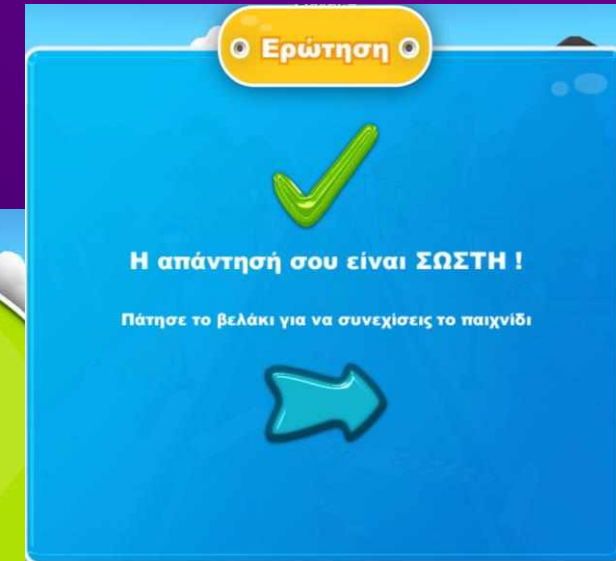 Ερώτηση
Η απάντησή σου είναι ΣΩΣΤΗ !
Πάτησε το βελάκι για να συνεχίσεις το παιχνίδι